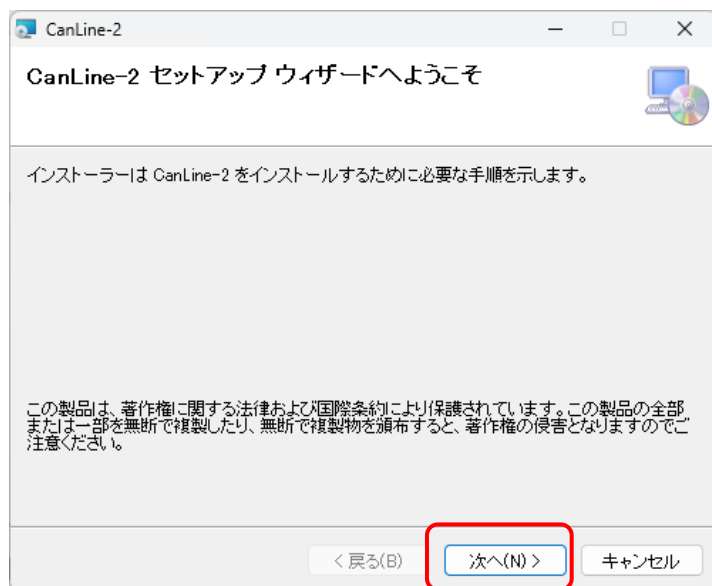 CanLine-2
CanLine-2 セットアップ ウィザードへようこそ
インストーラーは CanLine-2 をインストールするために必要な手順を示します。
この製品は、著作権に関する法律および国際条約により保護されています。この製品の全部
または一部を無断で複製したり、無断で複製物を頒布すると、著作権の侵害となりますのでご
注意ください。
< 戻る(B)
次へ(N) >
キャンセル